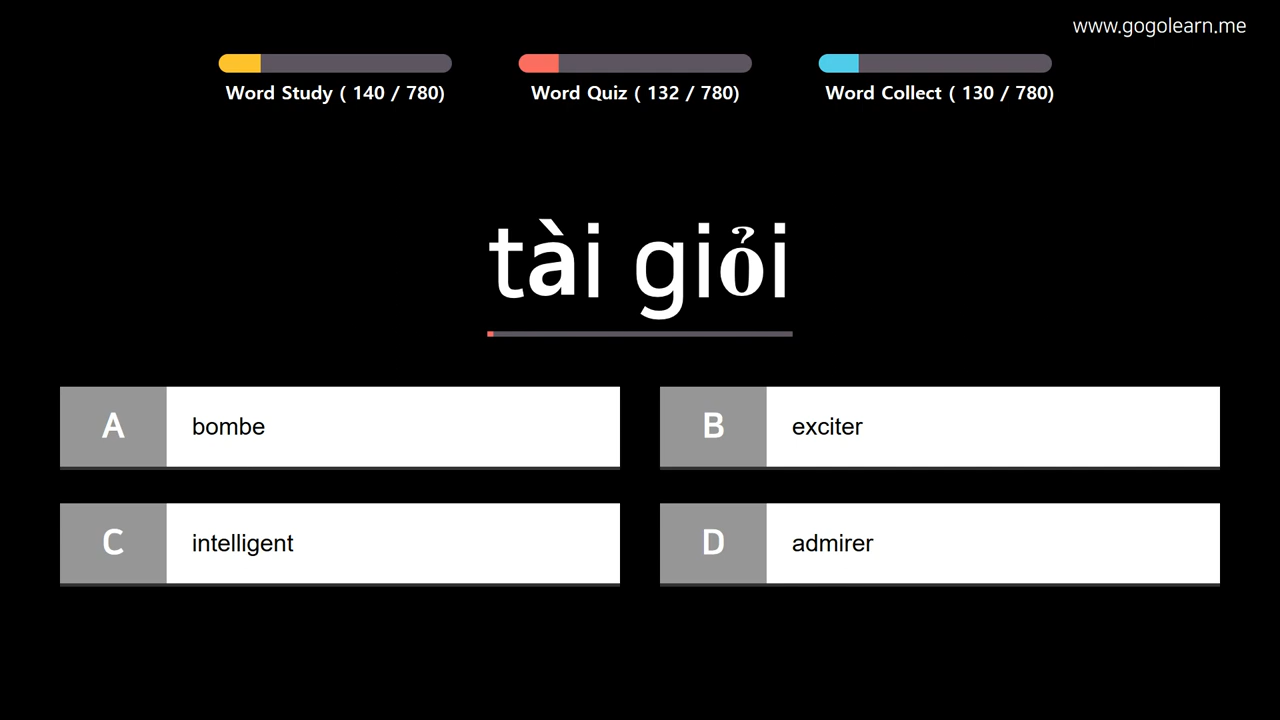 www.gogolearn.me
Word Study ( 140 / 780)
Word Quiz ( 132 / 780)
Word Collect ( 130 / 780)
tài giỏi
A bombe
B exciter
C intelligent
D admirer